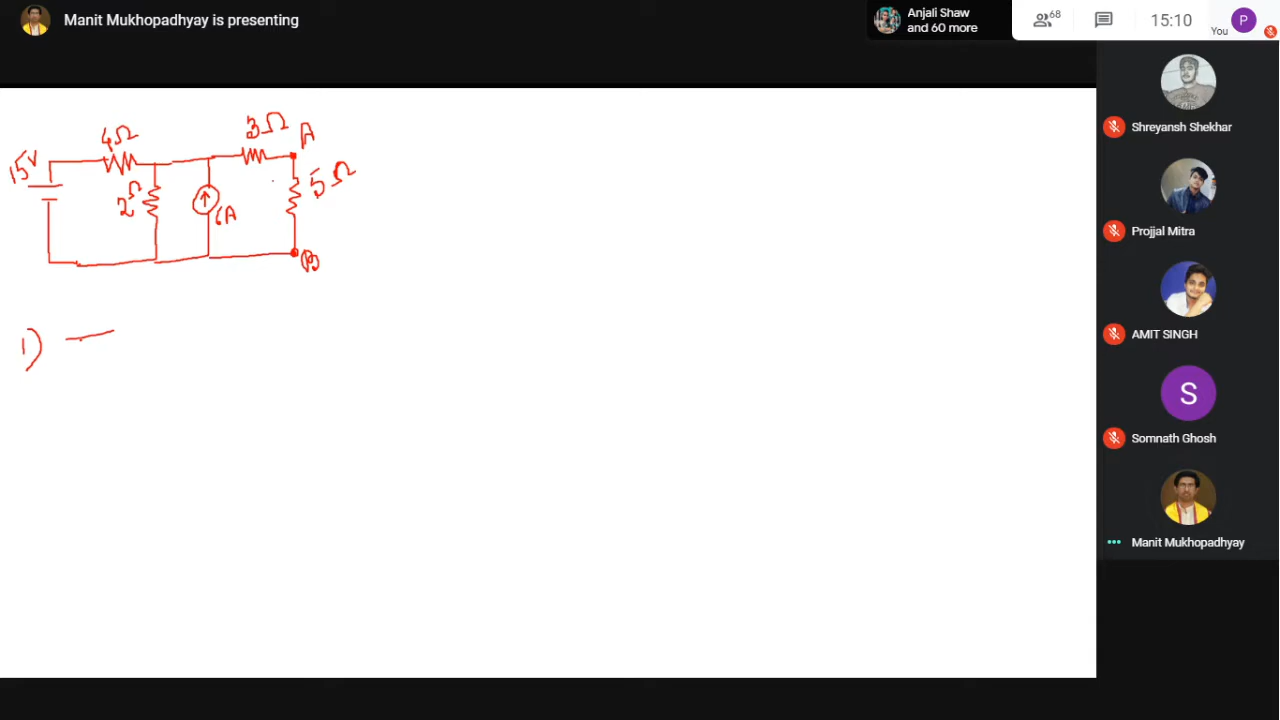 Manit Mukhopadhyay is presenting
Anjali Shaw
and 60 more
68
15:10
You
P
Shreyansh Shekhar
Projjal Mitra
AMIT SINGH
S
Somnath Ghosh
Manit Mukhopadhyay
4Ω
3Ω
A
15V
2Ω
6A
5Ω
B
1)